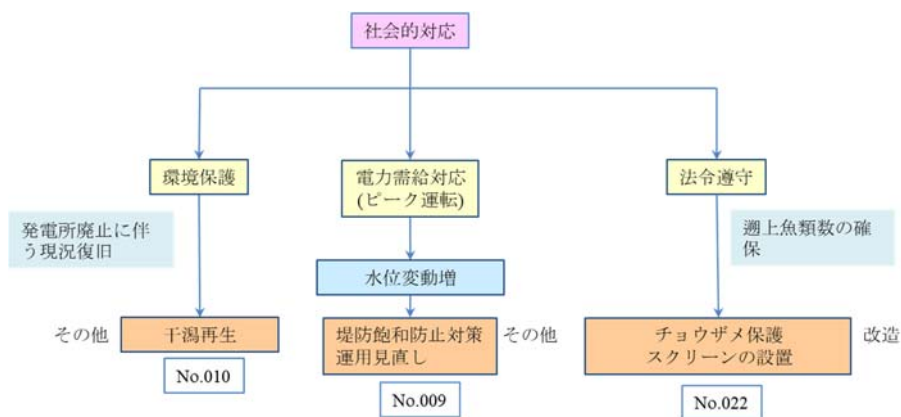 社会的対応
環境保護
電力需給対応
(ピーク運転)
法令遵守
発電所廃止に伴
う現況復旧
遡上魚類数の確
保
水位変動増
その他
干潟再生
堤防飽和防止対策
運用見直し
その他
チョウザメ保護
スクリーンの設置
改造
No.010
No.009
No.022